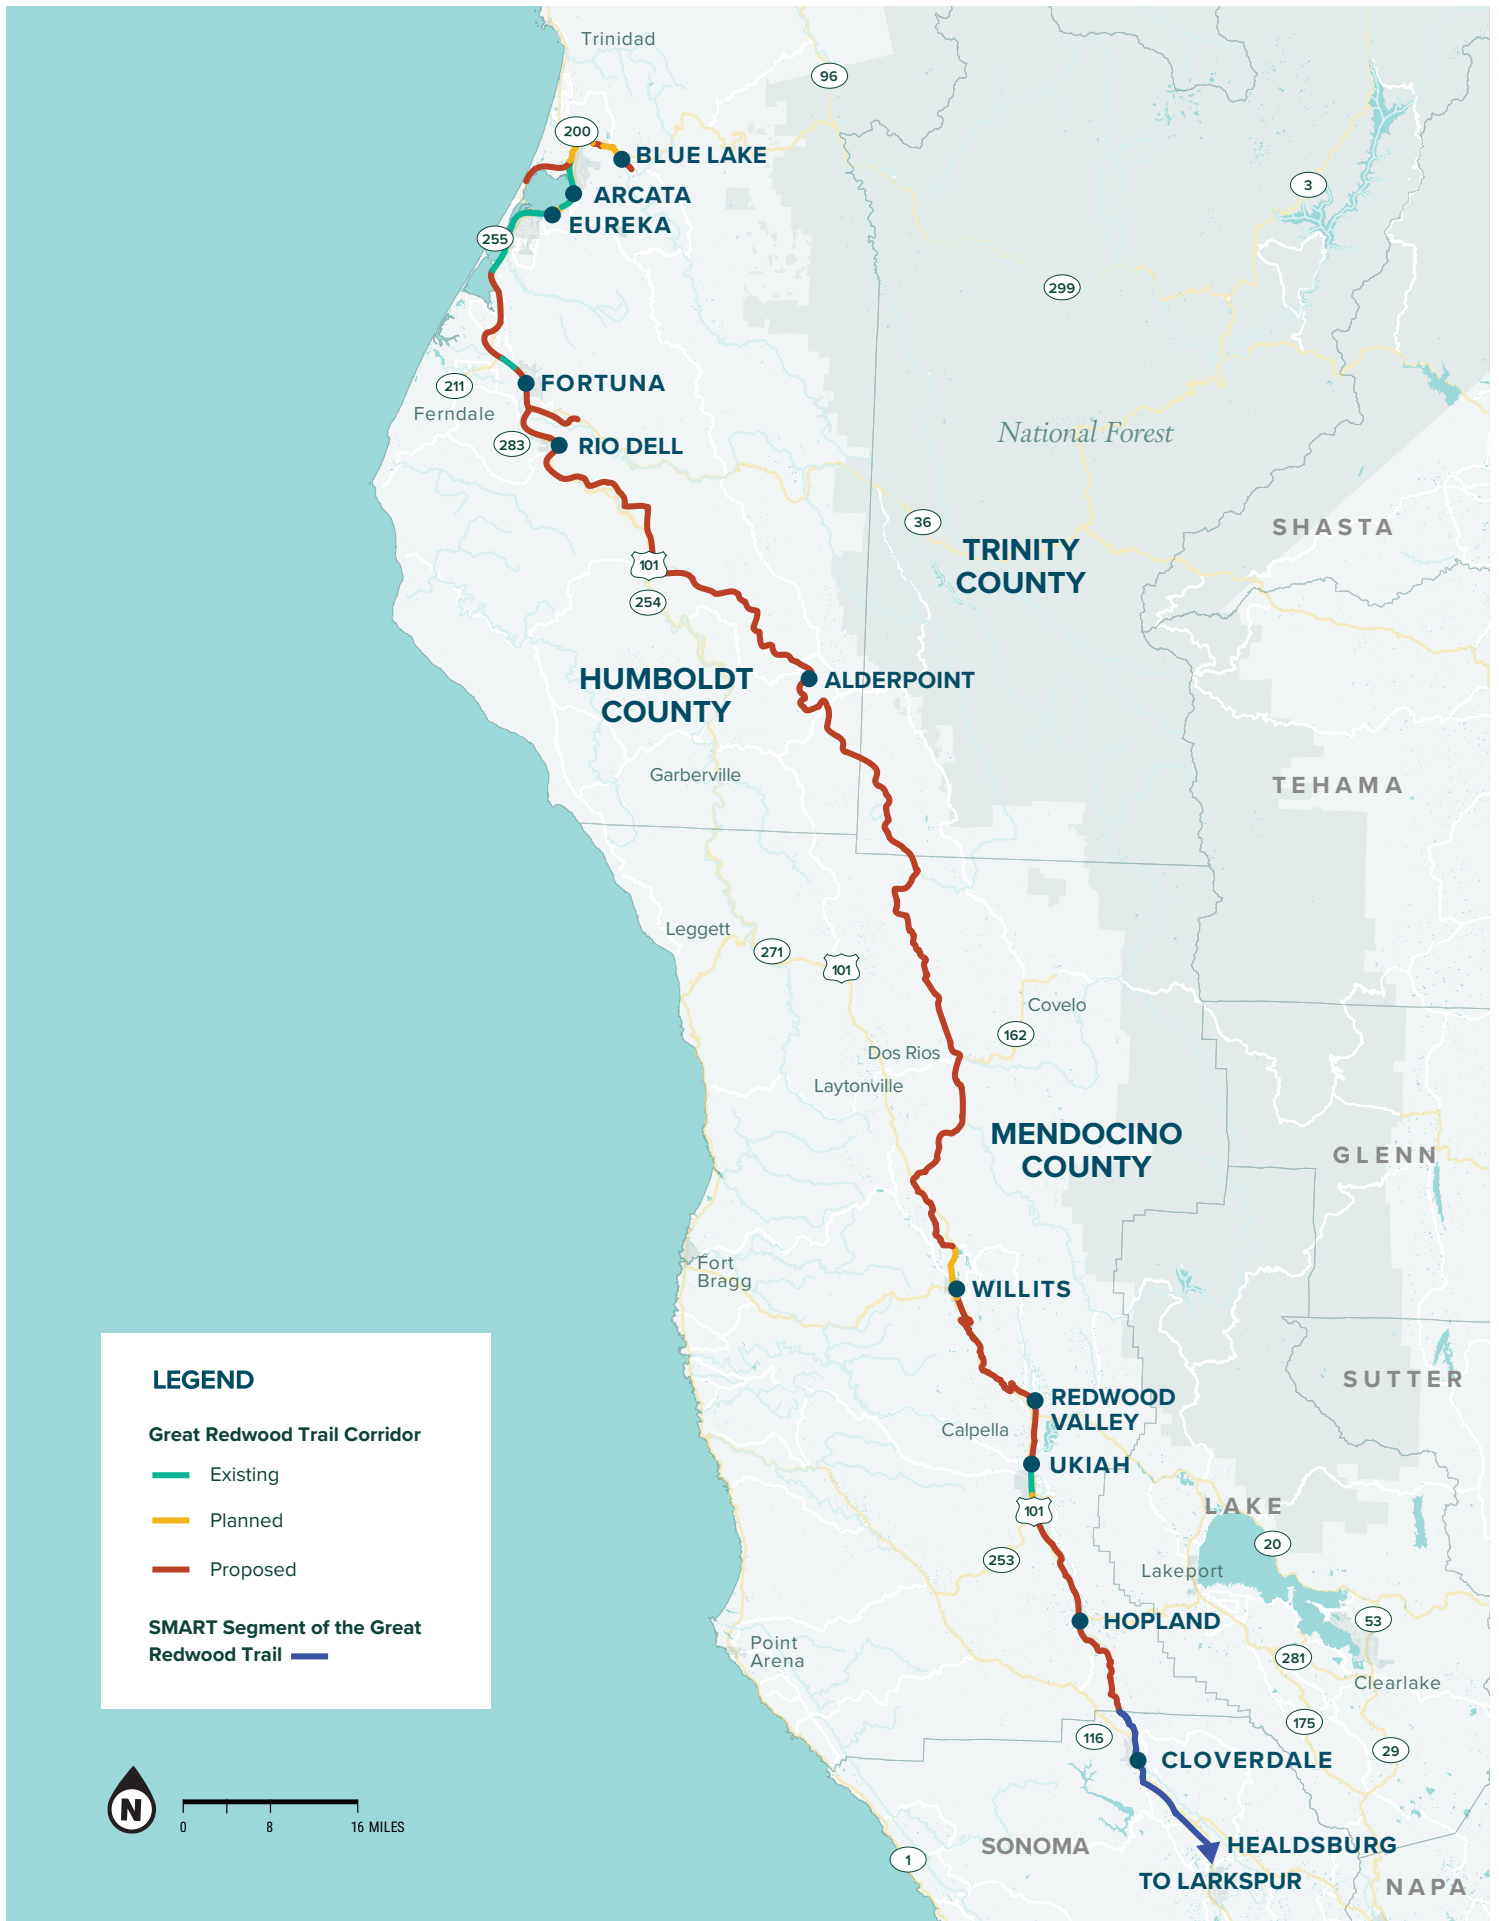 Trinidad
96
200
BLUE LAKE
3
ARCATA
EUREKA
255
299
FORTUNA
211
Ferndale
National Forest
283
RIO DELL
36
SHASTA
TRINITY
COUNTY
101
254
HUMBOLDT
COUNTY
ALDERPOINT
Garberville
TEHAMA
Leggett
271
101
Covelo
162
Dos Rios
Laytonville
MENDOCINO
COUNTY
GLENN
Fort
Bragg
WILLITS
SUTTER
REDWOOD
VALLEY
Calpella
UKIAH
101
LAKE
20
253
Lakeport
HOPLAND
53
Point
Arena
281
Clearlake
175
116
29
CLOVERDALE
SONOMA
HEALDSBURG
1
TO LARKSPUR
NAPA
LEGEND
Great Redwood Trail Corridor
Existing
Planned
Proposed
SMART Segment of the Great
Redwood Trail
N
0 8 16 MILES